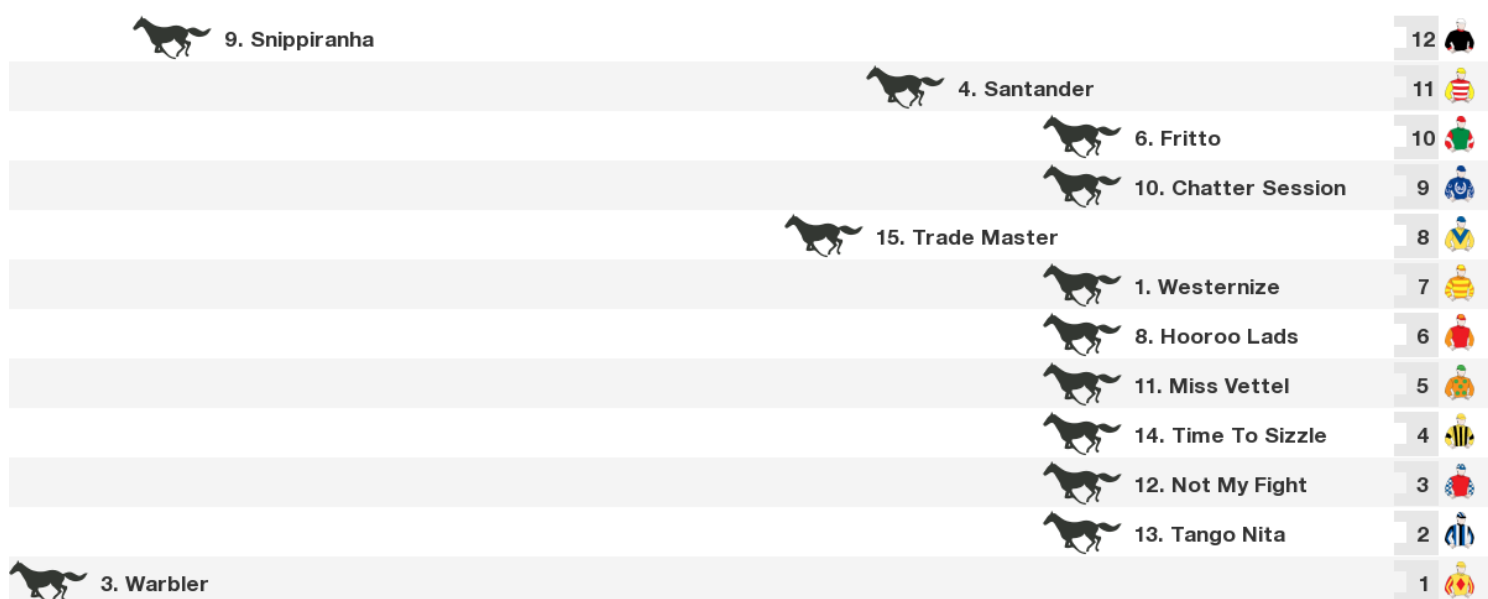 9. Snippiranha 12
4. Santander 11
6. Fritto 10
10. Chatter Session 9
15. Trade Master 8
1. Westernize 7
8. Hooroo Lads 6
11. Miss Vettel 5
14. Time To Sizzle 4
12. Not My Fight 3
13. Tango Nita 2
3. Warbler 1